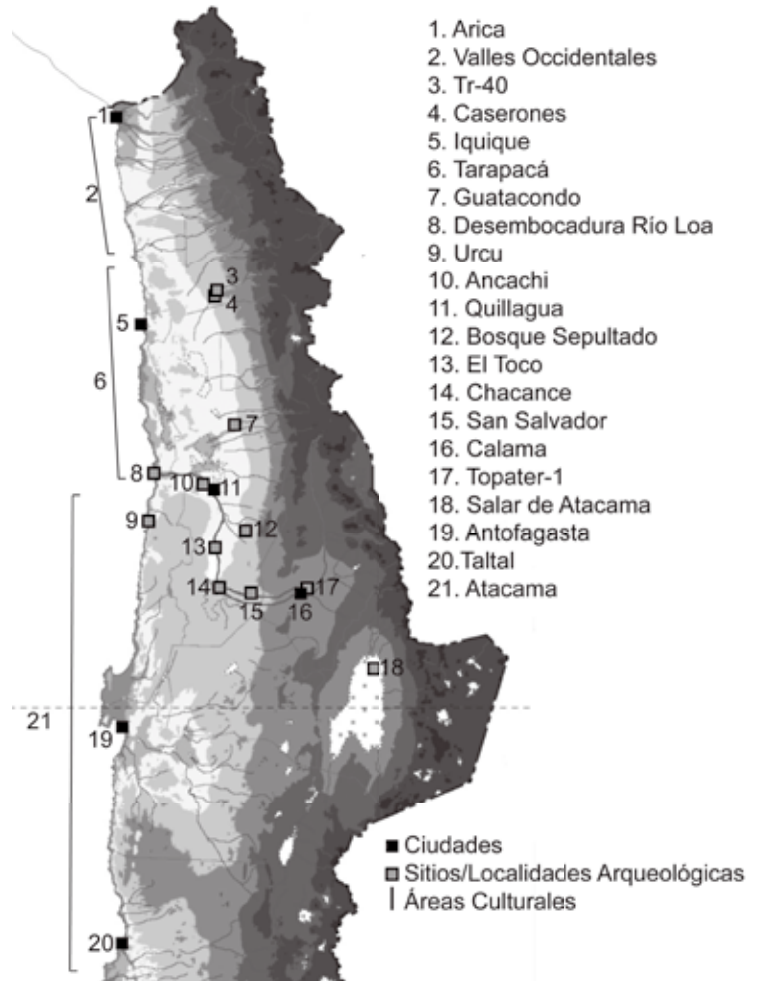 1. Arica
2. Valles Occidentales
3. Tr-40
4. Caserones
5. Iquique
6. Tarapacá
7. Guatacondo
8. Desembocadura Río Loa
9. Urcu
10. Ancachi
11. Quillagua
12. Bosque Sepultado
13. El Toco
14. Chacance
15. San Salvador
16. Calama
17. Topater-1
18. Salar de Atacama
19. Antofagasta
20.Taltal
21. Atacama
1
2
3
4
5
6
7
8
10
11
9
12
13
14
15
16
17
18
21
19
20
Ciudades
Sitios/Localidades Arqueológicas
Áreas Culturales